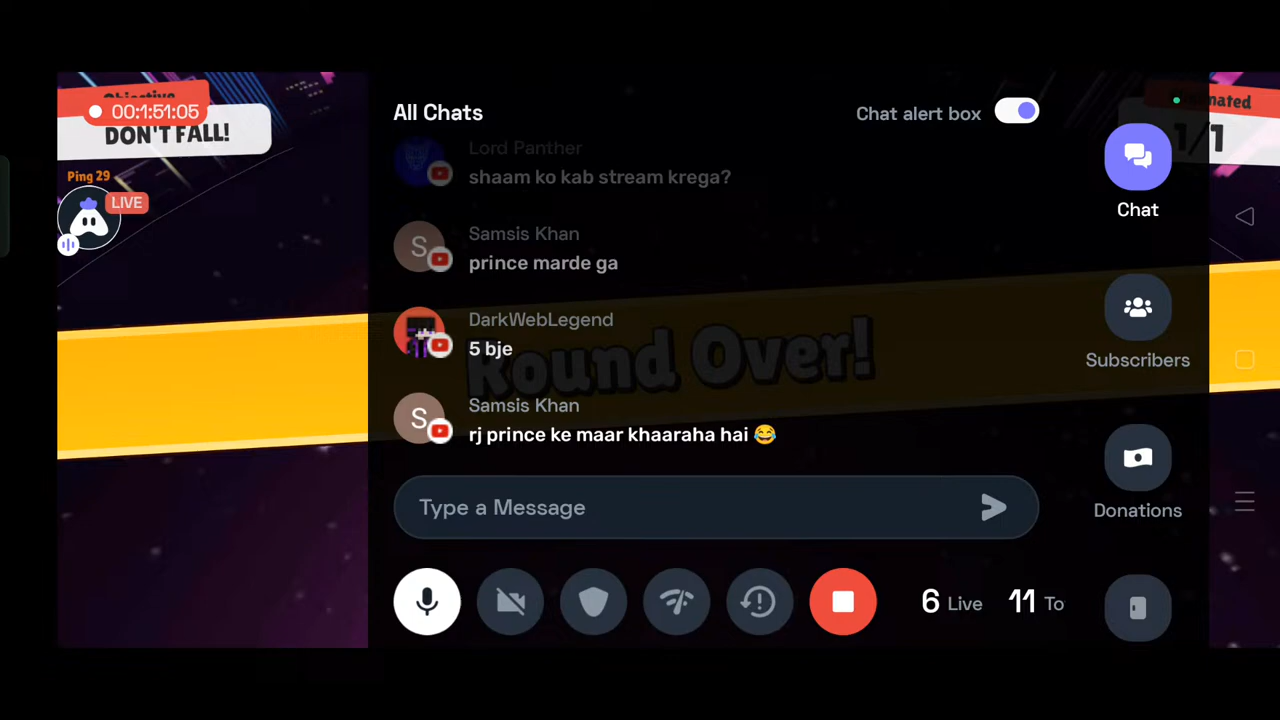 Objective
00:1:51:05
DON'T FALL!
Ping 29
LIVE
All Chats
Chat alert box
Lord Panther
shaam ko kab stream krega?
Samsis Khan
prince marde ga
DarkWebLegend
5 bje
Samsis Khan
rj prince ke maar khaaraha hai 😂
Round Over!
Type a Message
6 Live
11 To
1/1
Chat
Subscribers
Donations